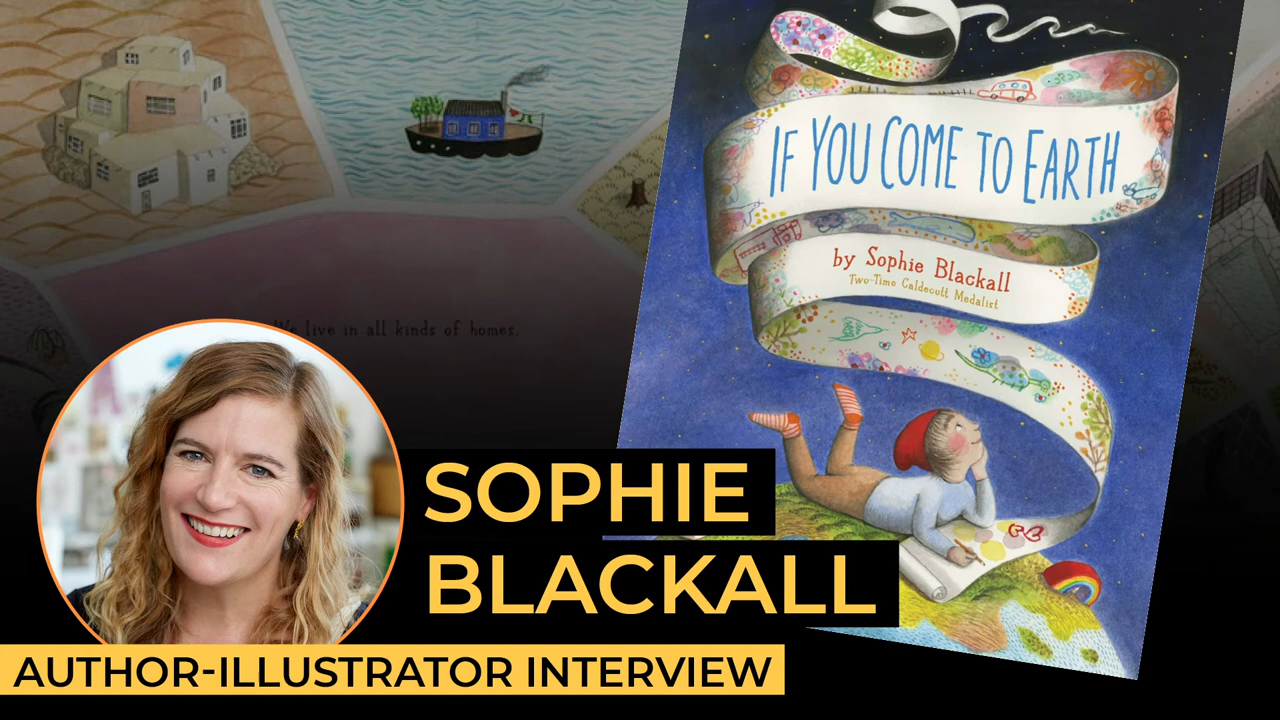 IF YOU COME TO EARTH
by Sophie Blackall
Two-Time Caldecott Medalist
We live in all kinds of homes.
SOPHIE
BLACKALL
AUTHOR-ILLUSTRATOR INTERVIEW